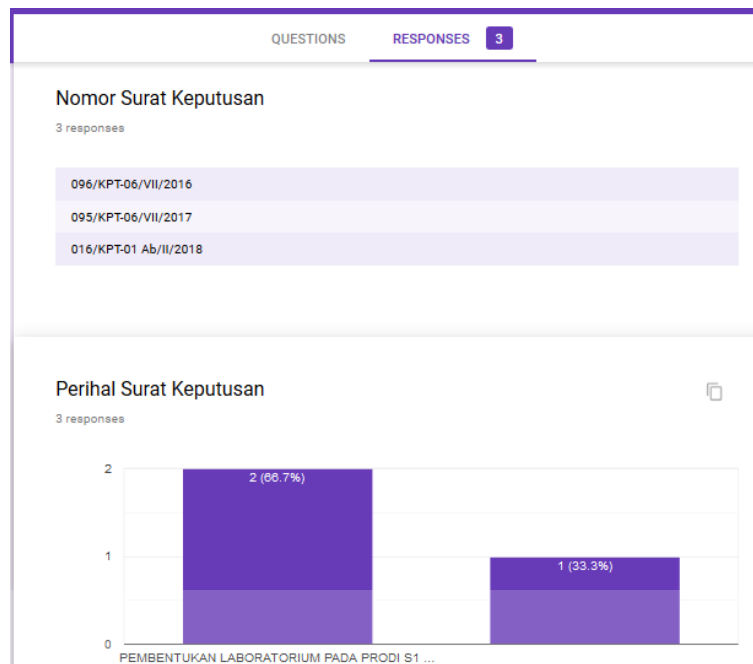 QUESTIONS RESPONSES 3
Nomor Surat Keputusan
3 responses
096/KPT-06/VII/2016
095/KPT-06/VII/2017
016/KPT-01 Ab/II/2018
Perihal Surat Keputusan
3 responses
2
2 (66.7%)
1
1 (33.3%)
0
PEMBENTUKAN LABORATORIUM PADA PRODI S1 ...